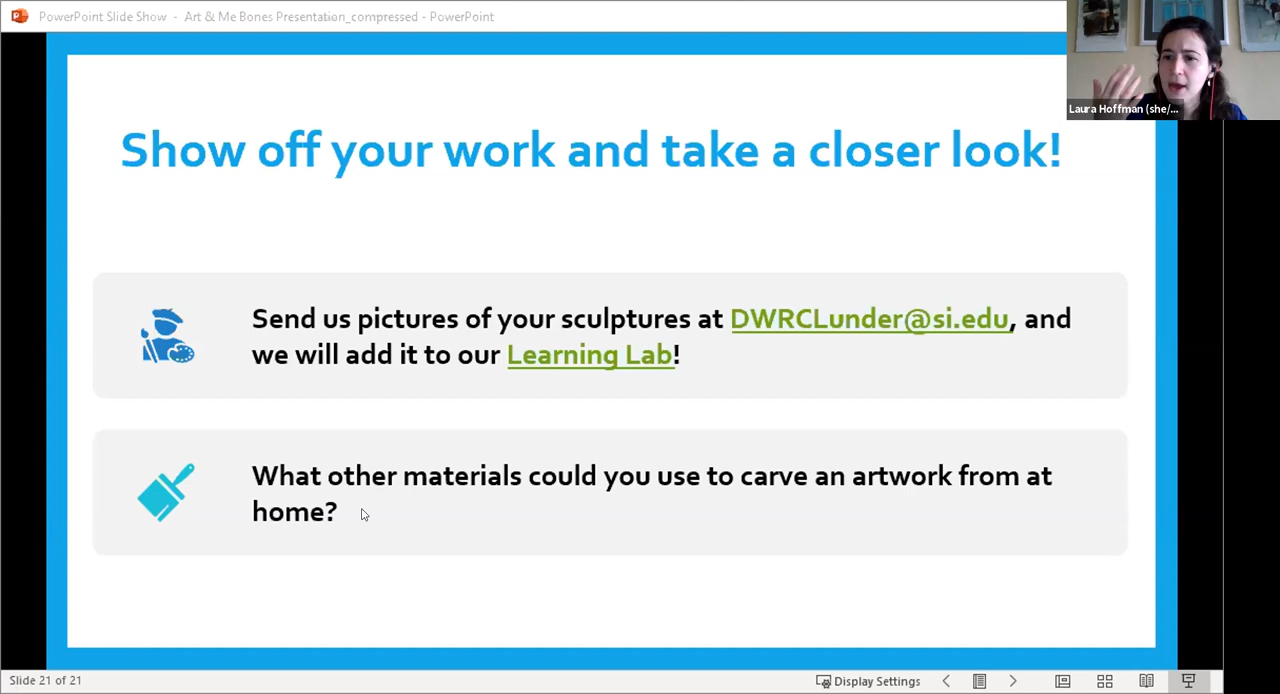 PowerPoint Slide Show - Art & Me Bones Presentation_compressed - PowerPoint
Laura Hoffman (she/...
Show off your work and take a closer look!
Send us pictures of your sculptures at DWRCLunder@si.edu, and
we will add it to our Learning Lab!
What other materials could you use to carve an artwork from at
home?
Slide 21 of 21
Display Settings